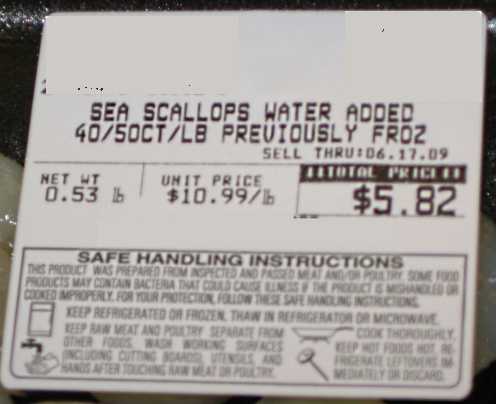 SEA SCALLOPS WATER ADDED
40/50CT/LB PREVIOUSLY FROZ
SELL THRU:06.17.09
NET WT UNIT PRICE TOTAL PRICE
0.53 lb $10.99/lb $5.82
SAFE HANDLING INSTRUCTIONS
THIS PRODUCT WAS PREPARED FROM INSPECTED AND PASSED MEAT AND/OR POULTRY. SOME FOOD
PRODUCTS MAY CONTAIN BACTERIA THAT COULD CAUSE ILLNESS IF THE PRODUCT IS MISHANDLED OR
COOKED IMPROPERLY. FOR YOUR PROTECTION, FOLLOW THESE SAFE HANDLING INSTRUCTIONS.
KEEP REFRIGERATED OR FROZEN. THAW IN REFRIGERATOR OR MICROWAVE.
KEEP RAW MEAT AND POULTRY SEPARATE FROM
OTHER FOODS. WASH WORKING SURFACES
(INCLUDING CUTTING BOARDS), UTENSILS, AND
HANDS AFTER TOUCHING RAW MEAT OR POULTRY.
COOK THOROUGHLY.
KEEP HOT FOODS HOT. RE-
FRIGERATE LEFTOVERS IM-
MEDIATELY OR DISCARD.